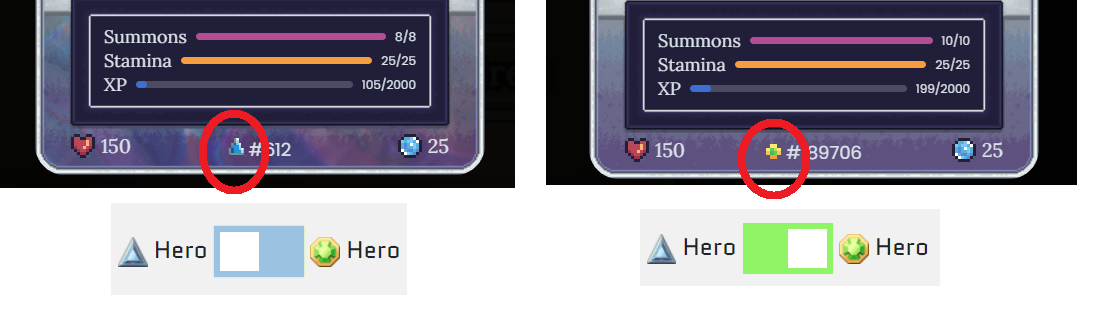 Summons 8/8
Stamina 25/25
XP 105/2000
150 #612 25
Hero Hero
Summons 10/10
Stamina 25/25
XP 199/2000
150 25
Hero Hero